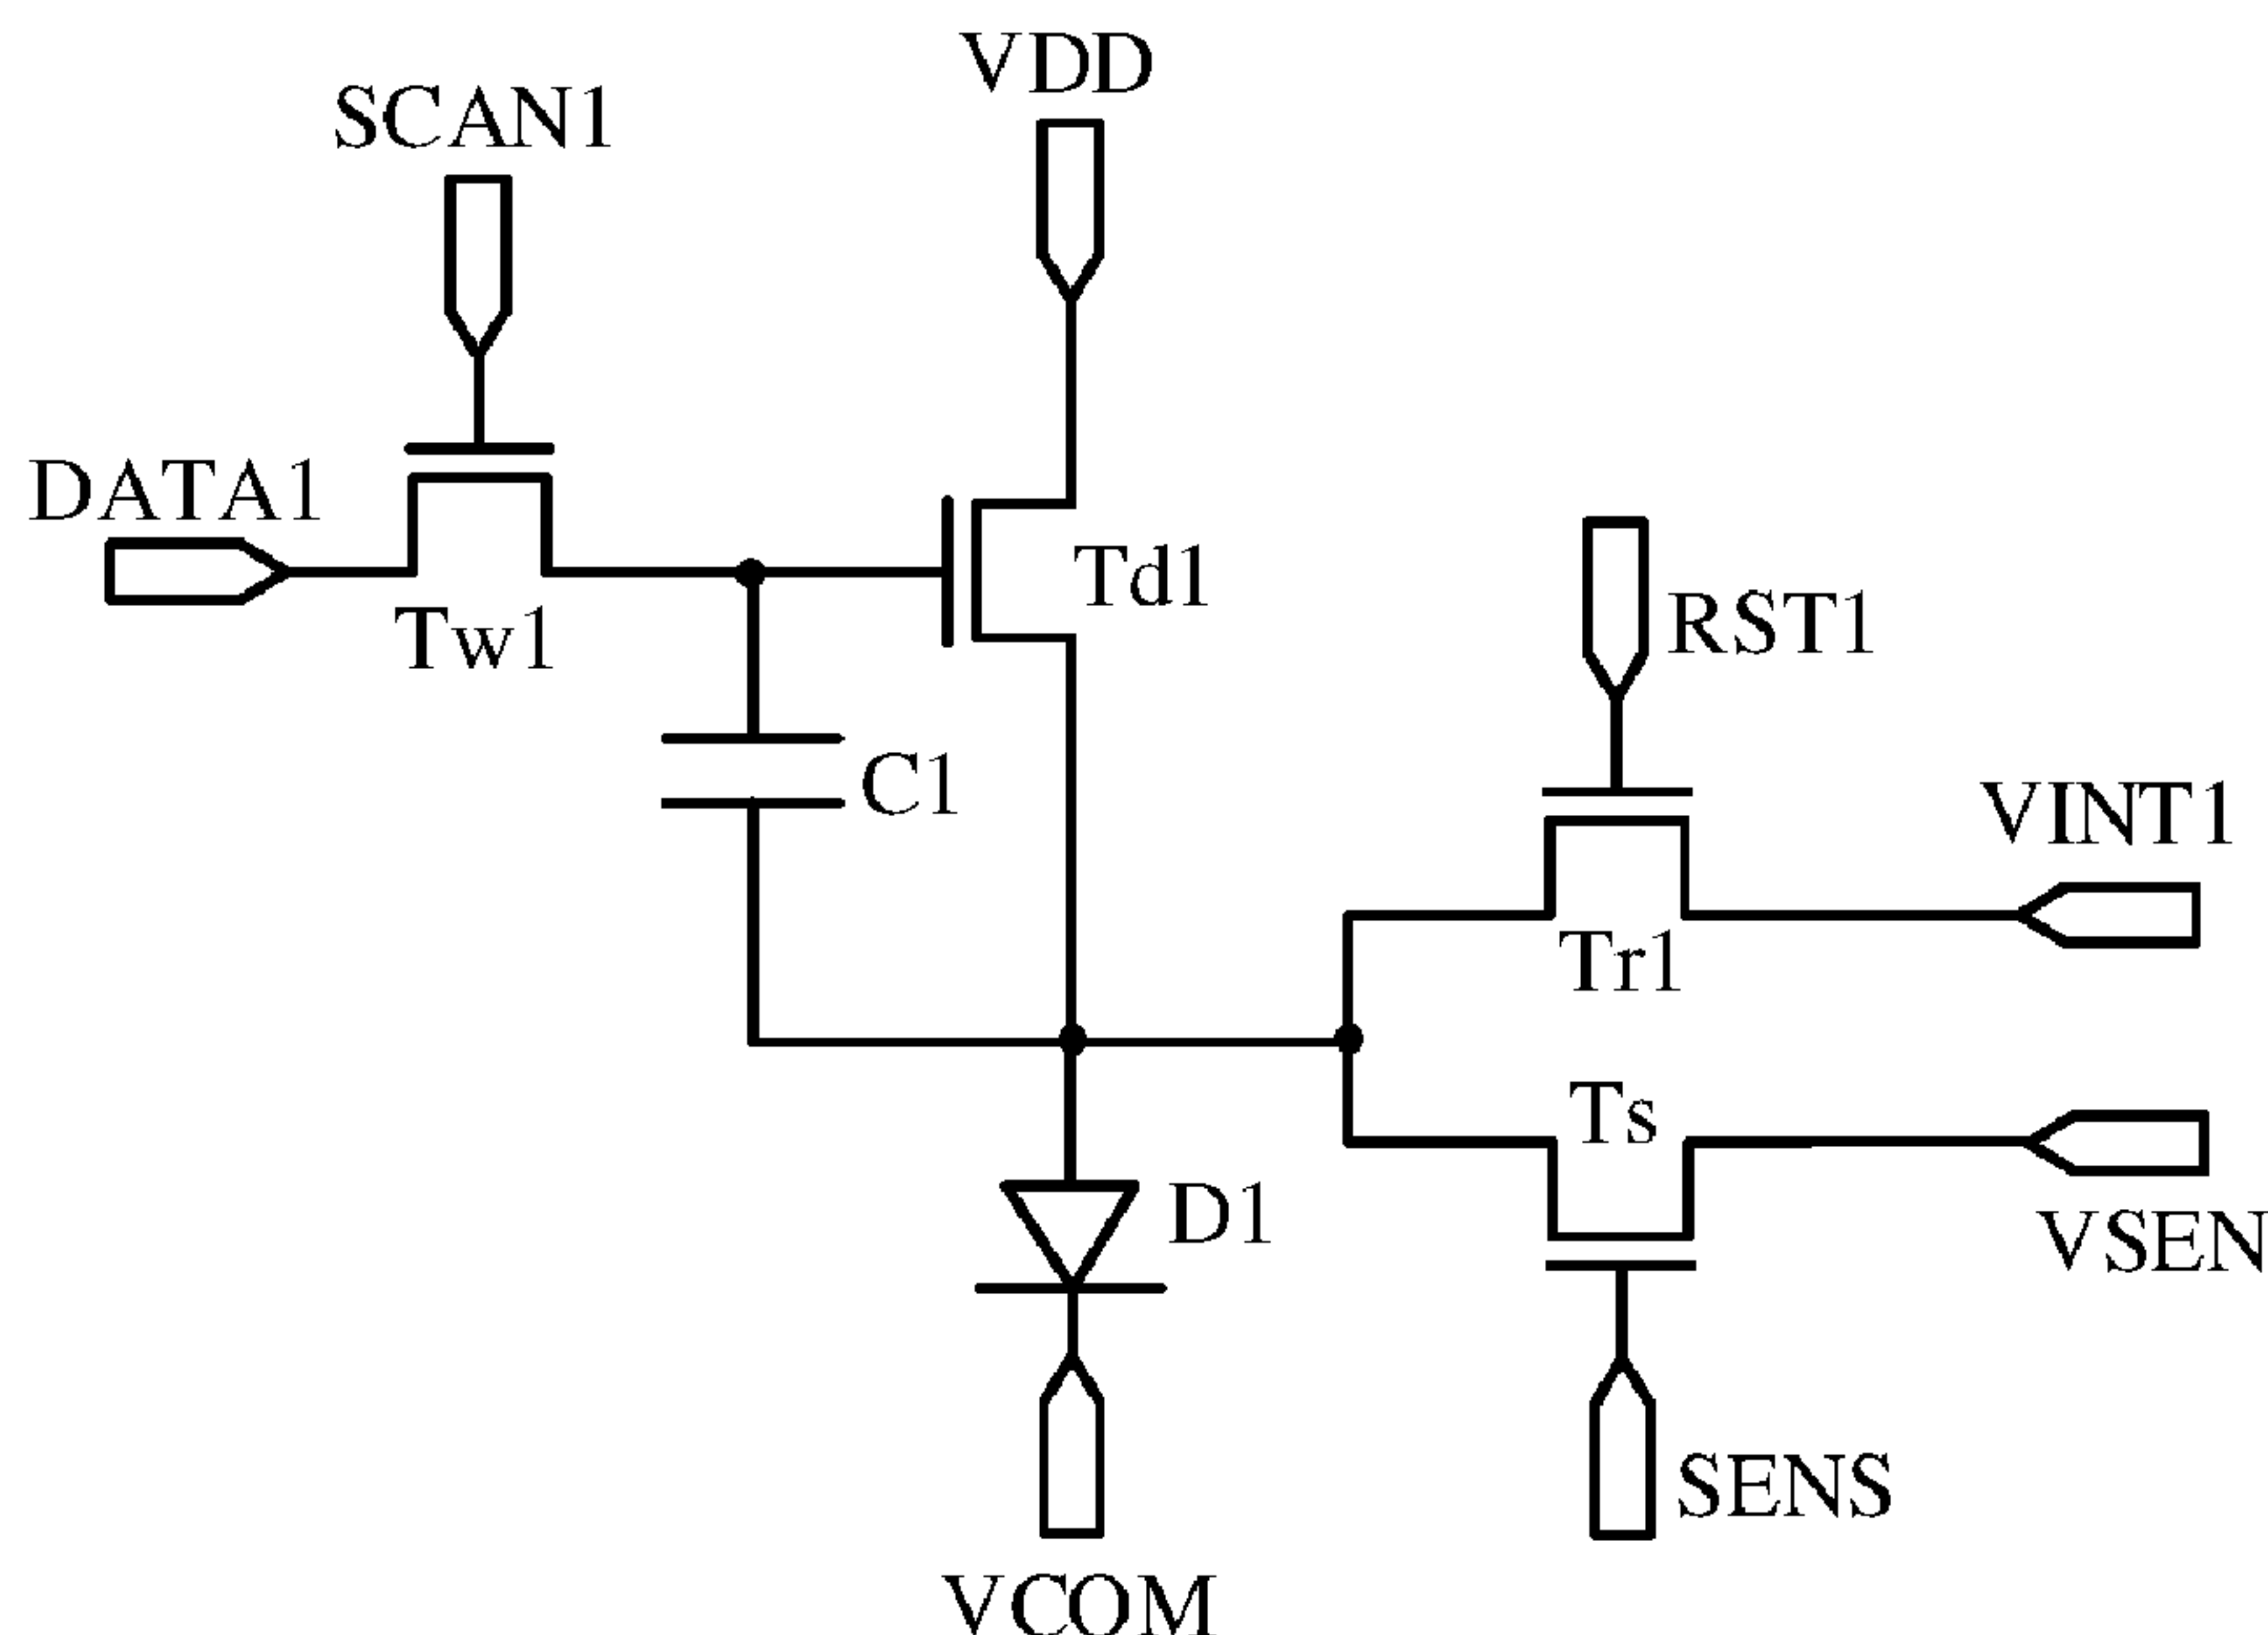 VDD
SCAN1
DATA1
Td1
Tw1
RST1
C1
VINT1
Tr1
Ts
D1
VSEN
SENS
VCOM